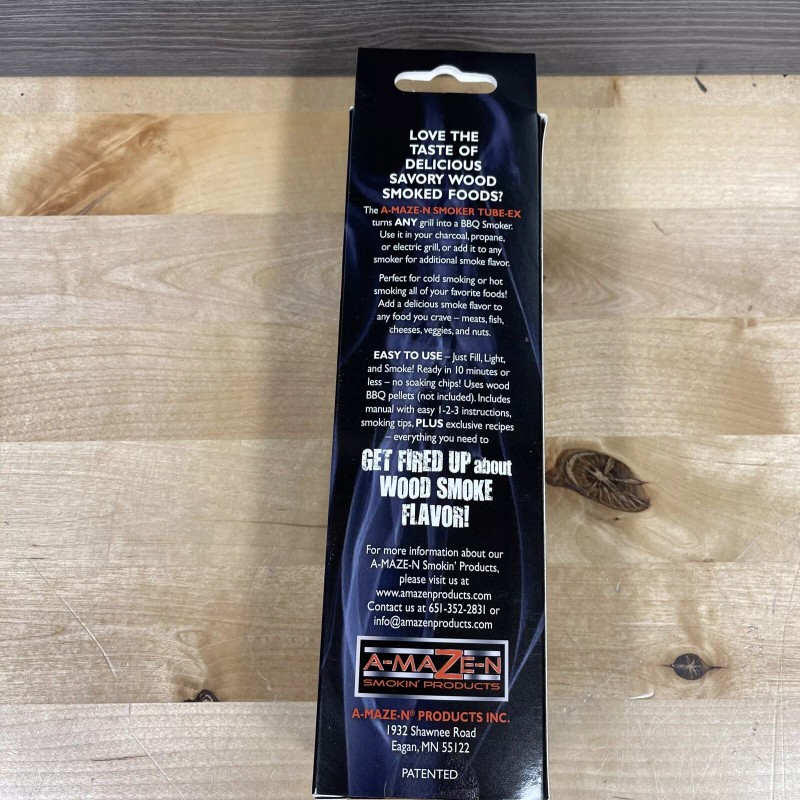 LOVE THE
TASTE OF
DELICIOUS
SAVORY WOOD
SMOKED FOODS?
The A-MAZE-N SMOKER TUBE-EX
turns ANY grill into a BBQ Smoker.
Use it in your charcoal, propane,
or electric grill, or add it to any
smoker for additional smoke flavor.
Perfect for cold smoking or hot
smoking all of your favorite foods!
Add a delicious smoke flavor to
any food you crave – meats, fish,
cheeses, veggies, and nuts.
EASY TO USE – Just Fill, Light,
and Smoke! Ready in 10 minutes or
less – no soaking chips! Uses wood
BBQ pellets (not included). Includes
manual with easy 1-2-3 instructions,
smoking tips, PLUS exclusive recipes
– everything you need to
GET FIRED UP about
WOOD SMOKE
FLAVOR!
For more information about our
A-MAZE-N Smokin' Products,
please visit us at
www.amazenproducts.com
Contact us at 651-352-2831 or
info@amazenproducts.com
A-MAZE-N
SMOKIN' PRODUCTS
A-MAZE-N® PRODUCTS INC.
1932 Shawnee Road
Eagan, MN 55122
PATENTED